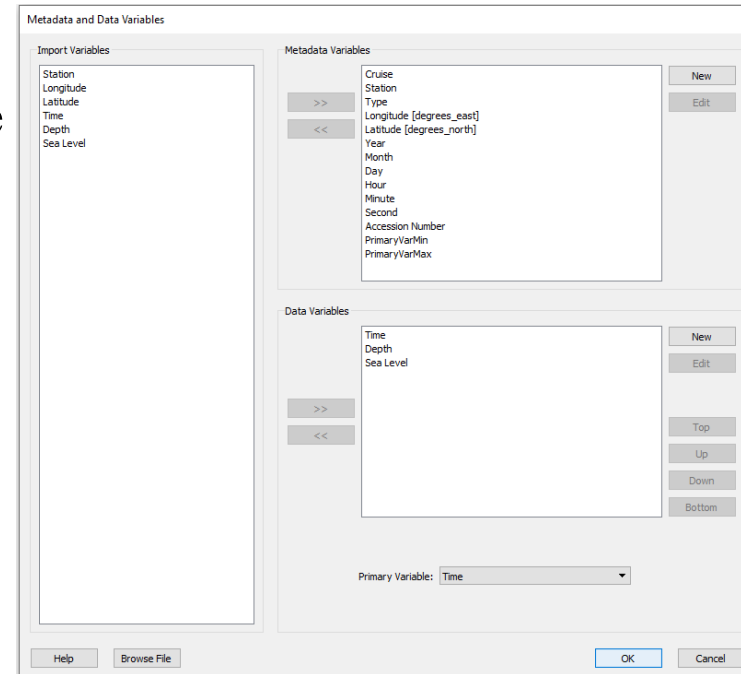 Metadata and Data Variables
e
Import Variables
Station
Longitude
Latitude
Time
Depth
Sea Level
Metadata Variables
>>
<<
Cruise
Station
Type
Longitude [degrees_east]
Latitude [degrees_north]
Year
Month
Day
Hour
Minute
Second
Accession Number
PrimaryVarMin
PrimaryVarMax
New
Edit
Data Variables
>>
<<
Time
Depth
Sea Level
New
Edit
Top
Up
Down
Bottom
Primary Variable: Time
Help Browse File OK Cancel